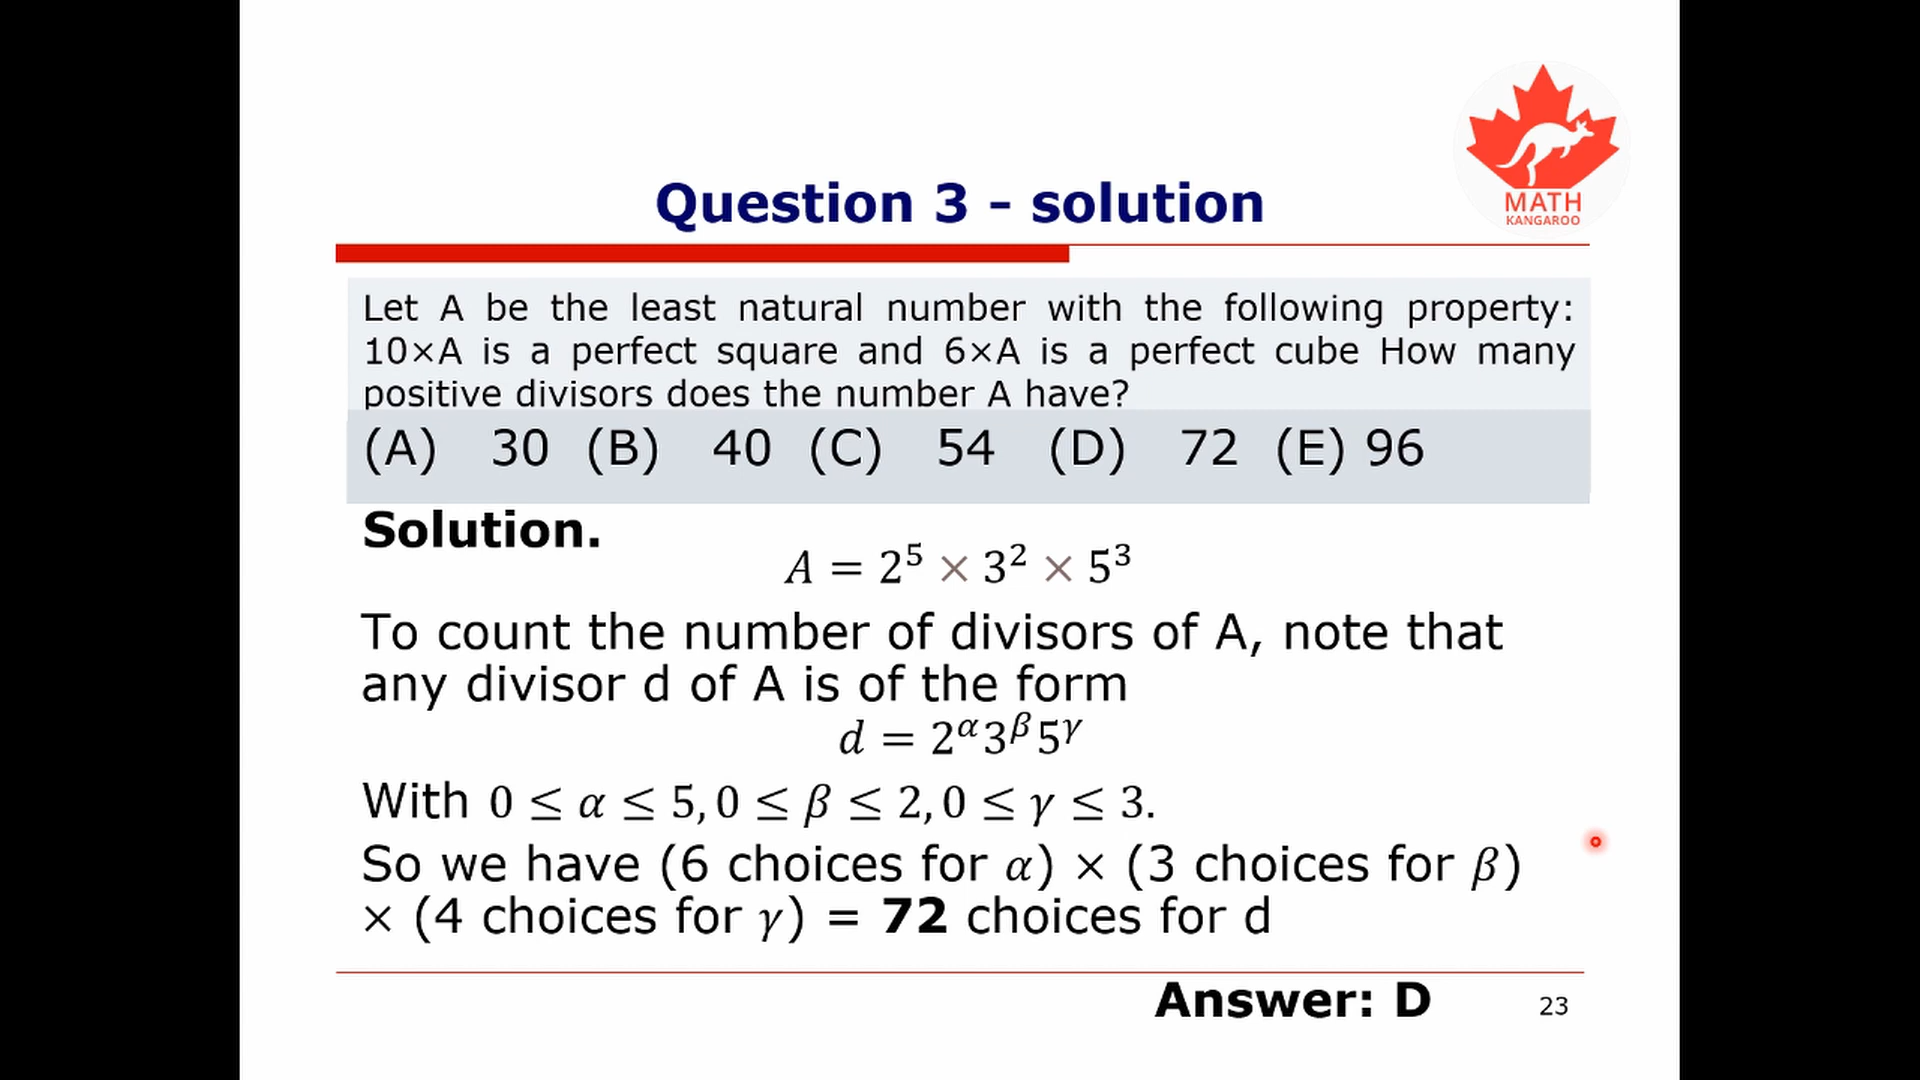 MATH
KANGAROO
Question 3 – solution
Let A be the least natural number with the following property:
10×A is a perfect square and 6×A is a perfect cube How many
positive divisors does the number A have?
(A) 30 (B) 40 (C) 54 (D) 72 (E) 96
Solution.
A = 2⁵ × 3² × 5³
To count the number of divisors of A, note that
any divisor d of A is of the form
d = 2^α 3^β 5^γ
With 0 ≤ α ≤ 5, 0 ≤ β ≤ 2, 0 ≤ γ ≤ 3.
So we have (6 choices for α) × (3 choices for β)
× (4 choices for γ) = 72 choices for d
Answer: D
23